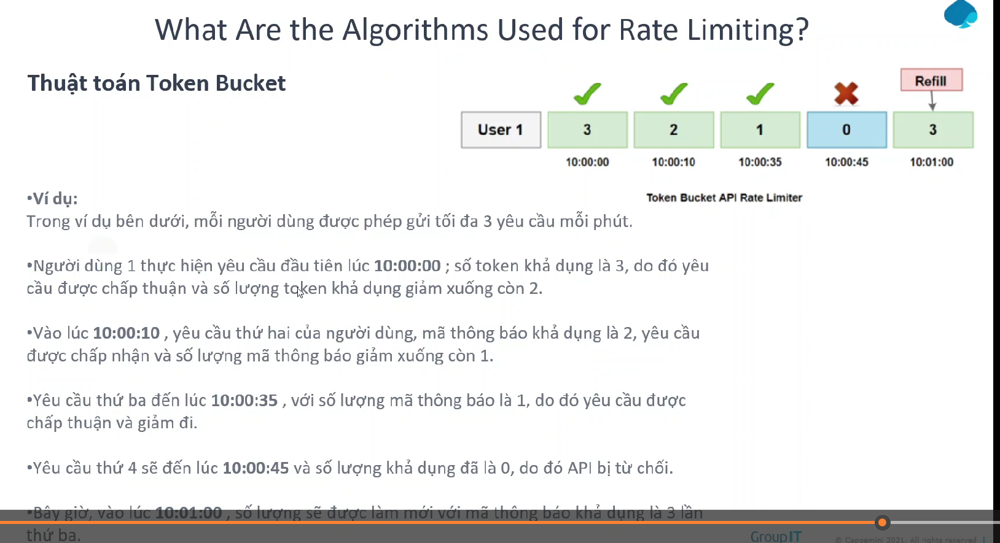 What Are the Algorithms Used for Rate Limiting?
Thuật toán Token Bucket
Refill
User 1 3 2 1 0 3
10:00:00 10:00:10 10:00:35 10:00:45 10:01:00
Token Bucket API Rate Limiter
•Ví dụ:
Trong ví dụ bên dưới, mỗi người dùng được phép gửi tối đa 3 yêu cầu mỗi phút.
•Người dùng 1 thực hiện yêu cầu đầu tiên lúc 10:00:00 ; số token khả dụng là 3, do đó yêu
cầu được chấp thuận và số lượng token khả dụng giảm xuống còn 2.
•Vào lúc 10:00:10 , yêu cầu thứ hai của người dùng, mã thông báo khả dụng là 2, yêu cầu
được chấp nhận và số lượng mã thông báo giảm xuống còn 1.
•Yêu cầu thứ ba đến lúc 10:00:35 , với số lượng mã thông báo là 1, do đó yêu cầu được
chấp thuận và giảm đi.
•Yêu cầu thứ 4 sẽ đến lúc 10:00:45 và số lượng khả dụng đã là 0, do đó API bị từ chối.
•Bây giờ, vào lúc 10:01:00 , số lượng sẽ được làm mới với mã thông báo khả dụng là 3 lần
thứ ba.
GroupIT
© Capgemini 2021. All rights reserved |